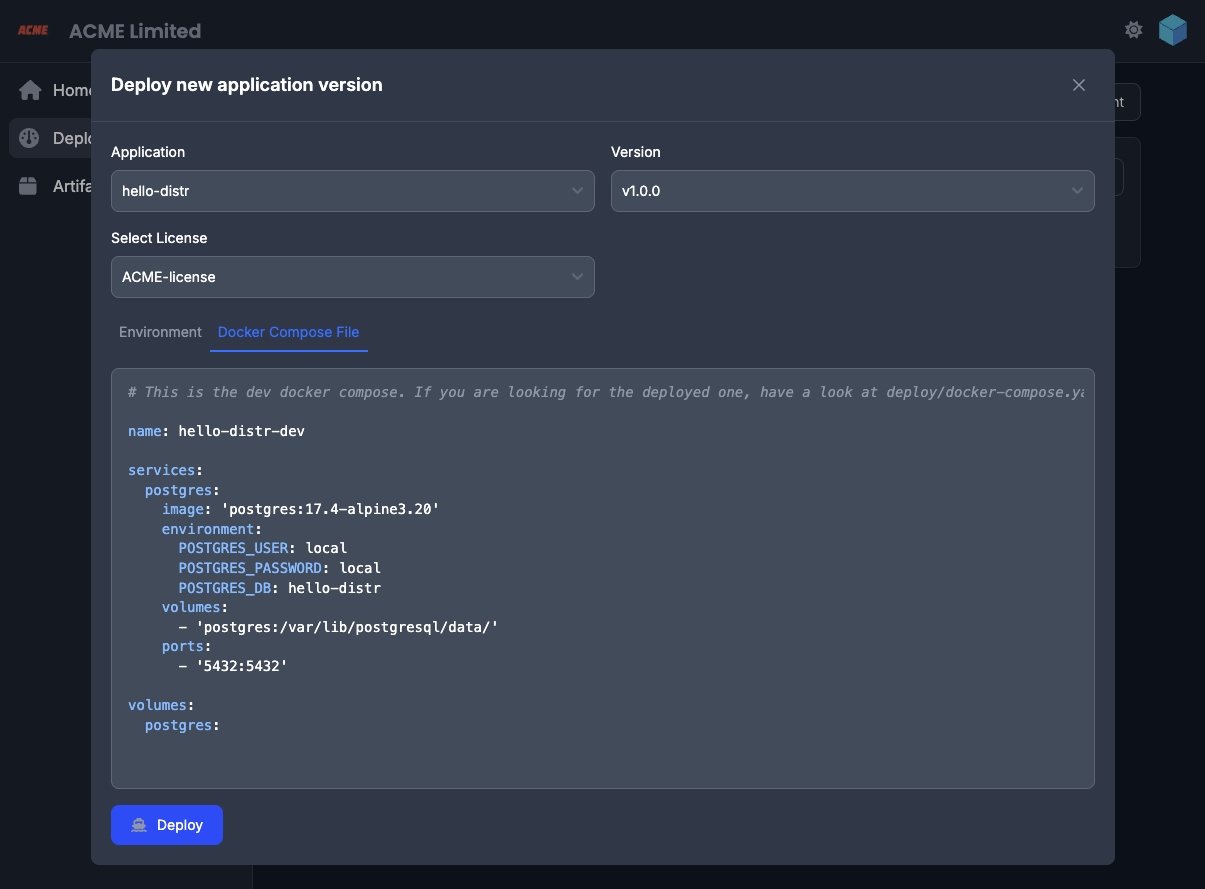 ACME ACME Limited
Deploy new application version
Home
Deplo
Artifa
nt
Application
Version
hello-distr
v1.0.0
Select License
ACME-license
Environment Docker Compose File
# This is the dev docker compose. If you are looking for the deployed one, have a look at deploy/docker-compose.ya
name: hello-distr-dev
services:
  postgres:
    image: 'postgres:17.4-alpine3.20'
    environment:
      POSTGRES_USER: local
      POSTGRES_PASSWORD: local
      POSTGRES_DB: hello-distr
    volumes:
      - 'postgres:/var/lib/postgresql/data/'
    ports:
      - '5432:5432'
volumes:
  postgres:
Deploy